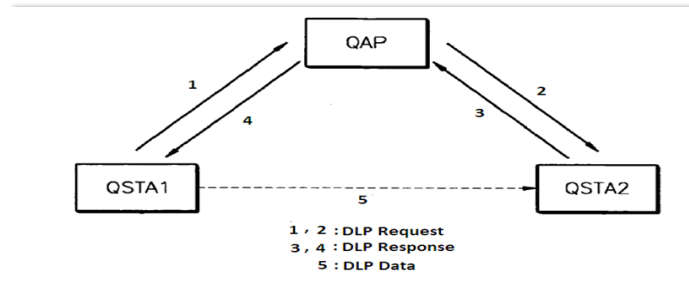 QAP
1
2
4
3
QSTA1
QSTA2
5
1 , 2 : DLP Request
3 , 4 : DLP Response
5 : DLP Data